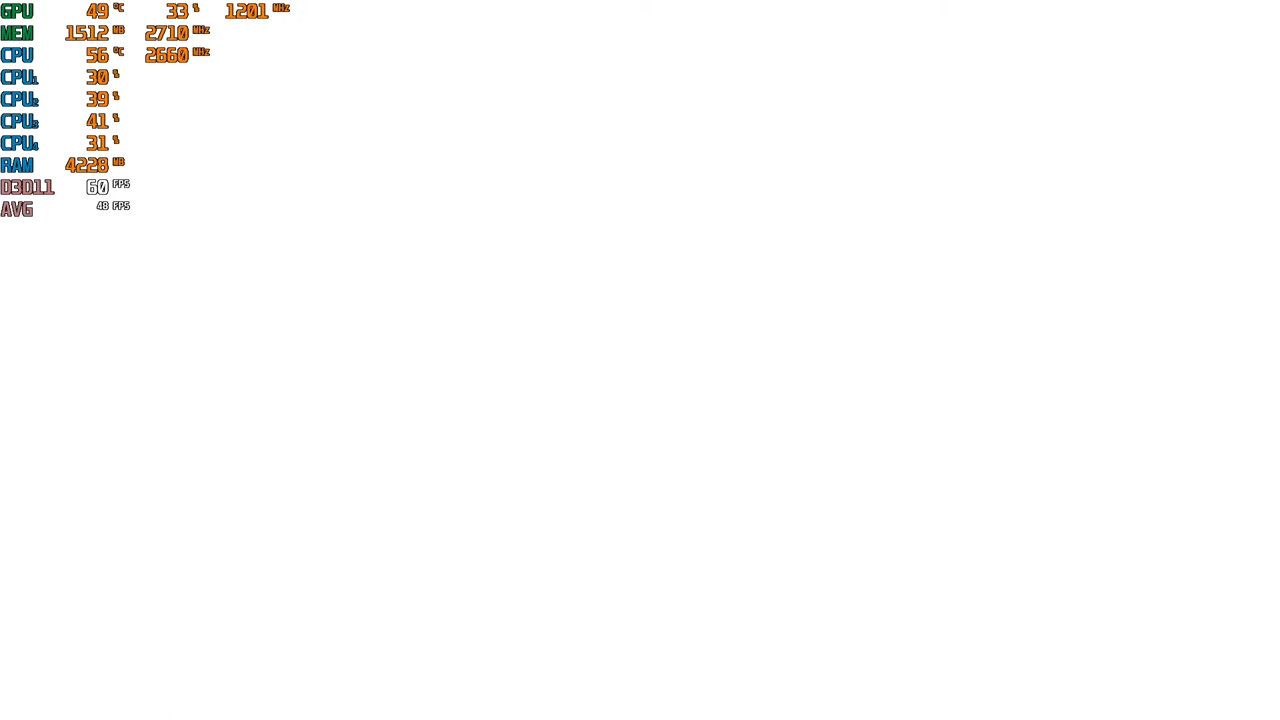 GPU 49 °C 33 % 1201 MHz
MEM 1512 MB 2710 MHz
CPU 56 °C 2660 MHz
CPU1 30 %
CPU2 39 %
CPU3 41 %
CPU4 31 %
RAM 4228 MB
D3D11 60 FPS
AVG 48 FPS